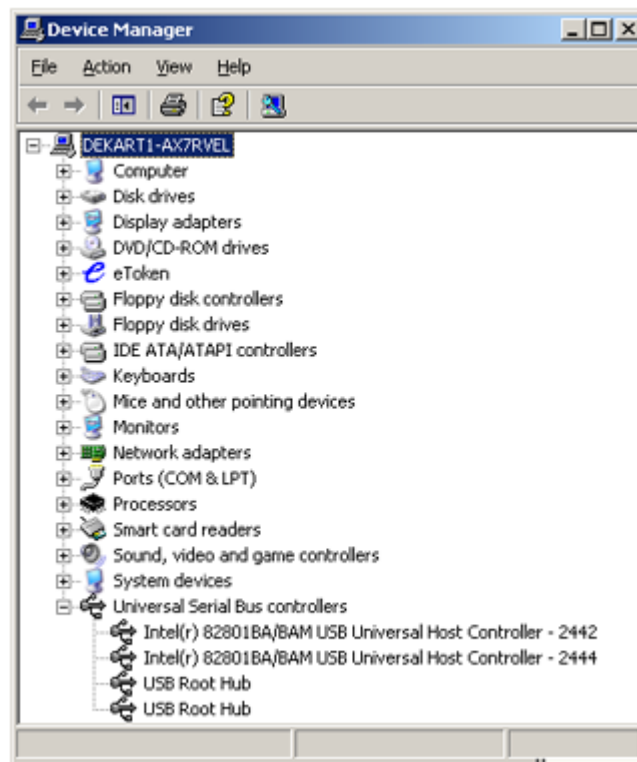 Device Manager
File Action View Help
DEKART1-AX7RVEL
Computer
Disk drives
Display adapters
DVD/CD-ROM drives
eToken
Floppy disk controllers
Floppy disk drives
IDE ATA/ATAPI controllers
Keyboards
Mice and other pointing devices
Monitors
Network adapters
Ports (COM & LPT)
Processors
Smart card readers
Sound, video and game controllers
System devices
Universal Serial Bus controllers
Intel(r) 82801BA/BAM USB Universal Host Controller - 2442
Intel(r) 82801BA/BAM USB Universal Host Controller - 2444
USB Root Hub
USB Root Hub